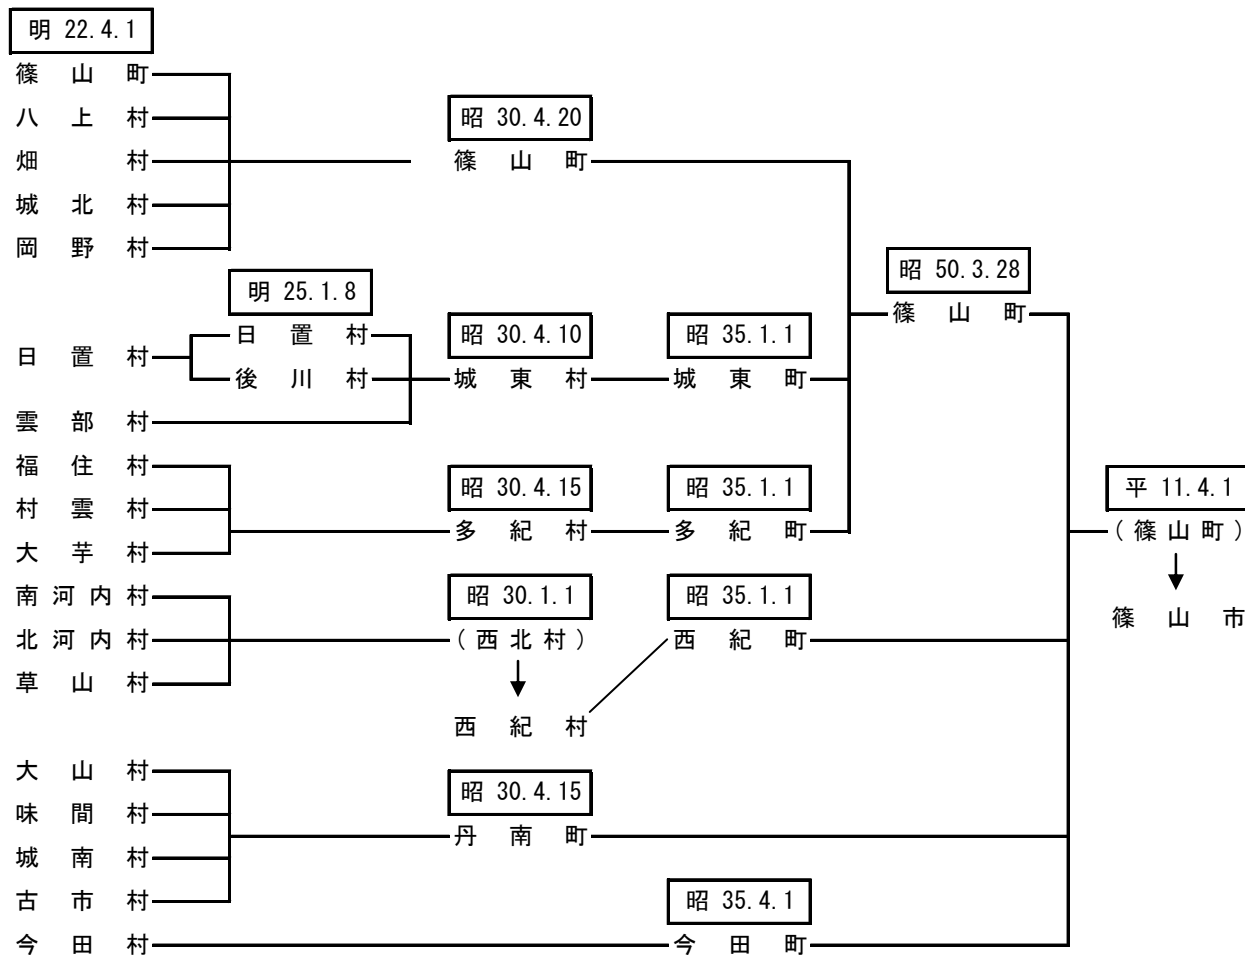 明 22.4.1
篠山町
八上村
昭 30.4.20
畑村
篠山町
城北村
岡野村
昭 50.3.28
明 25.1.8
篠山町
日置村
昭 30.4.10
昭 35.1.1
日置村
後川村
城東村
城東町
雲部村
福住村
昭 30.4.15
昭 35.1.1
平 11.4.1
村雲村
多紀村
多紀町
(篠山町)
大芋村
南河内村
昭 30.1.1
昭 35.1.1
篠山市
北河内村
(西北村)
西紀町
草山村
西紀村
大山村
昭 30.4.15
味間村
丹南町
城南村
古市村
昭 35.4.1
今田村
今田町